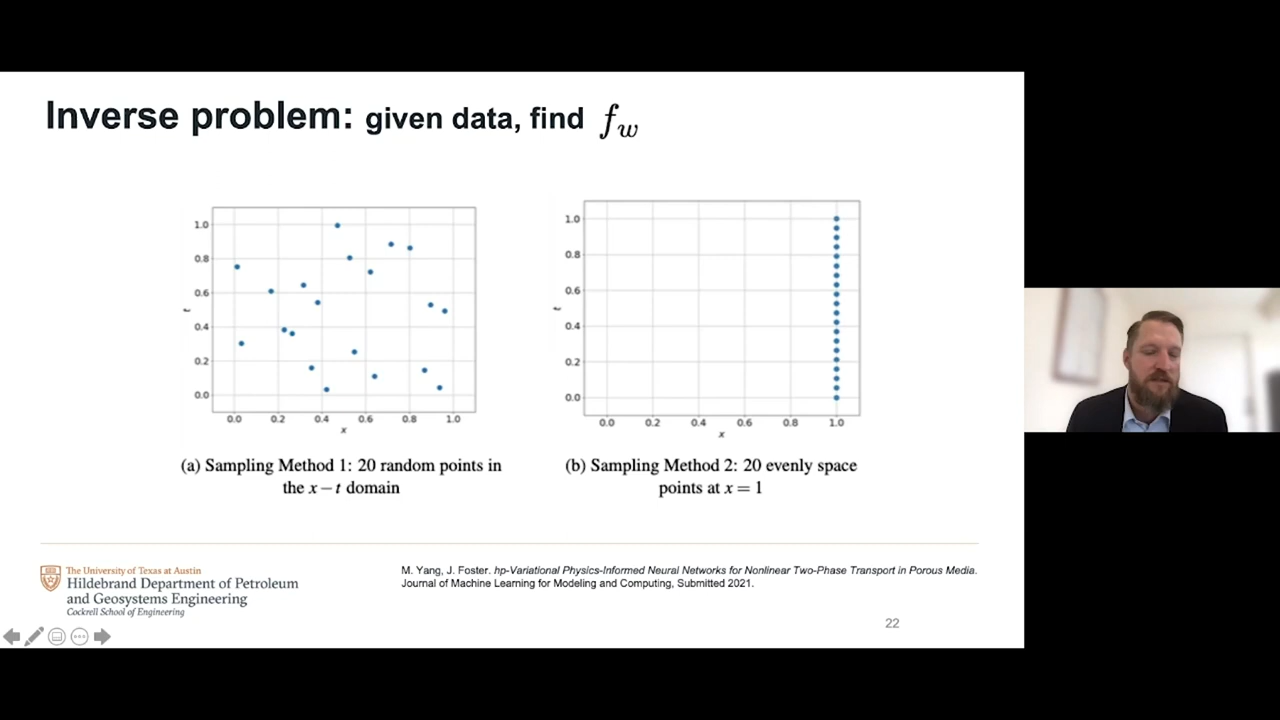 Inverse problem: given data, find f_w
1.0
0.8
0.6
0.4
0.2
0.0
t
0.0 0.2 0.4 0.6 0.8 1.0
x
(a) Sampling Method 1: 20 random points in
the x − t domain
1.0
0.8
0.6
0.4
0.2
0.0
t
0.0 0.2 0.4 0.6 0.8 1.0
x
(b) Sampling Method 2: 20 evenly space
points at x = 1
The University of Texas at Austin
Hildebrand Department of Petroleum
and Geosystems Engineering
Cockrell School of Engineering
M. Yang, J. Foster. hp-Variational Physics-Informed Neural Networks for Nonlinear Two-Phase Transport in Porous Media.
Journal of Machine Learning for Modeling and Computing, Submitted 2021.
22